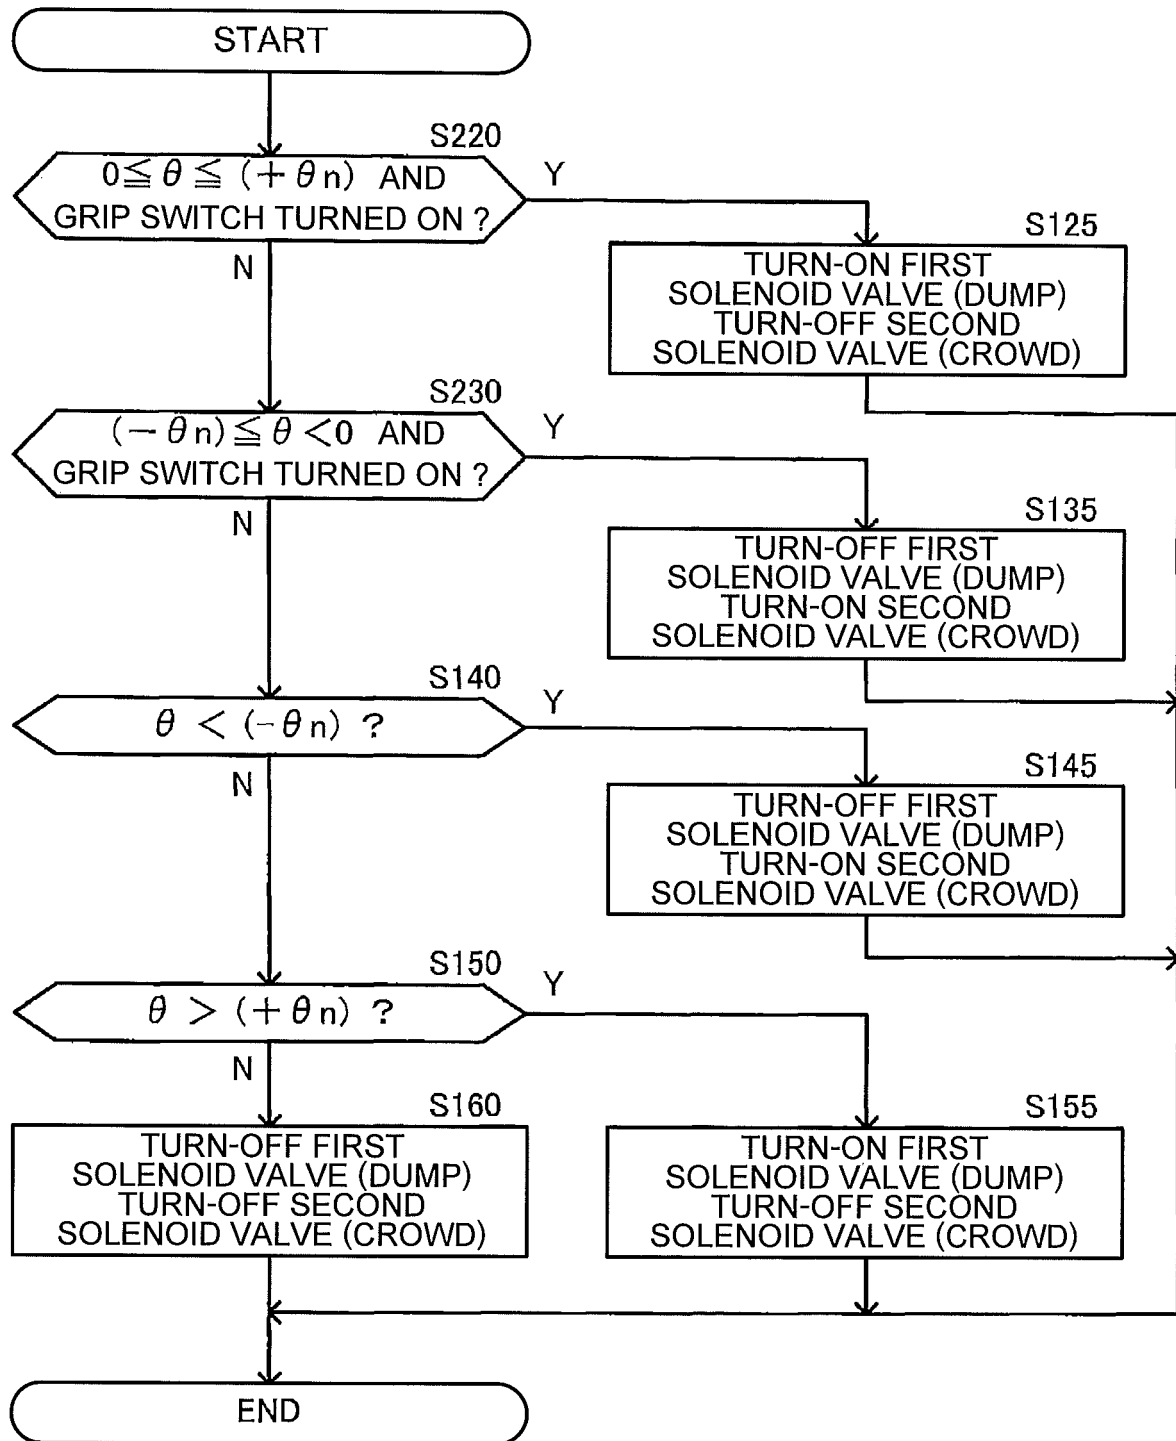 START
S220
0≦θ≦(+θn) AND
GRIP SWITCH TURNED ON ?
Y
N
S125
TURN-ON FIRST
SOLENOID VALVE (DUMP)
TURN-OFF SECOND
SOLENOID VALVE (CROWD)
S230
(-θn)≦θ<0 AND
GRIP SWITCH TURNED ON ?
Y
N
S135
TURN-OFF FIRST
SOLENOID VALVE (DUMP)
TURN-ON SECOND
SOLENOID VALVE (CROWD)
S140
θ < (-θn) ?
Y
N
S145
TURN-OFF FIRST
SOLENOID VALVE (DUMP)
TURN-ON SECOND
SOLENOID VALVE (CROWD)
S150
θ > (+θn) ?
Y
N
S160
TURN-OFF FIRST
SOLENOID VALVE (DUMP)
TURN-OFF SECOND
SOLENOID VALVE (CROWD)
S155
TURN-ON FIRST
SOLENOID VALVE (DUMP)
TURN-OFF SECOND
SOLENOID VALVE (CROWD)
END